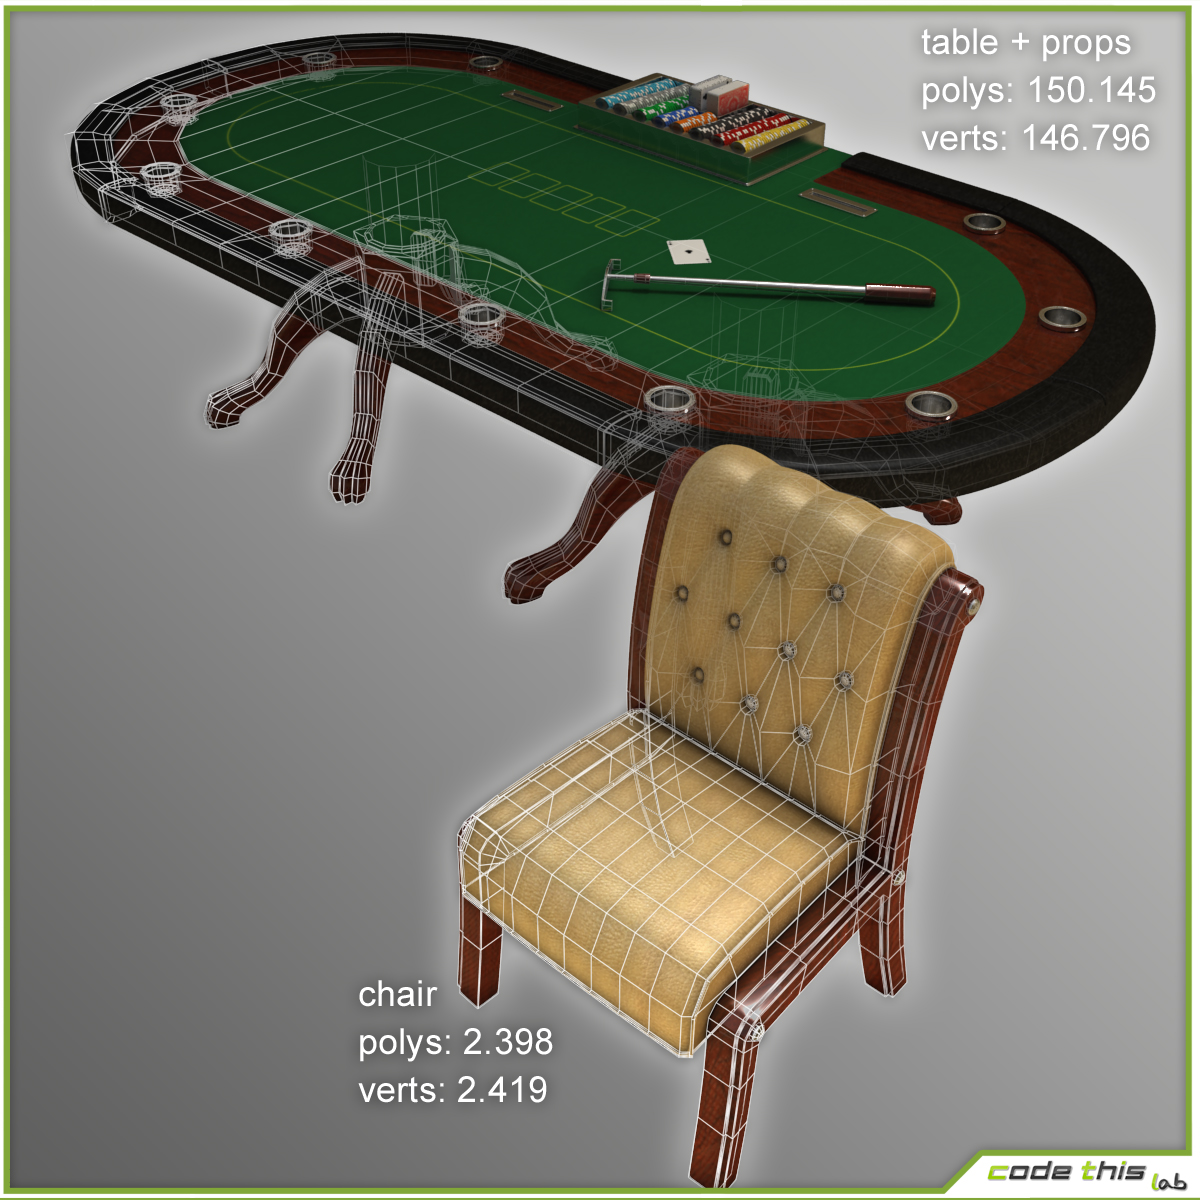 table + props
polys: 150.145
verts: 146.796
chair
polys: 2.398
verts: 2.419
code this lab